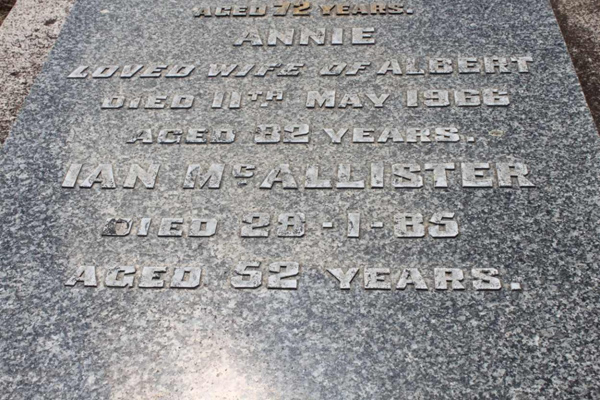 AGED 72 YEARS.
ANNIE
LOVED WIFE OF ALBERT
DIED 11TH MAY 1966
AGED 82 YEARS.
IAN McALLISTER
DIED 28-1-85
AGED 52 YEARS.